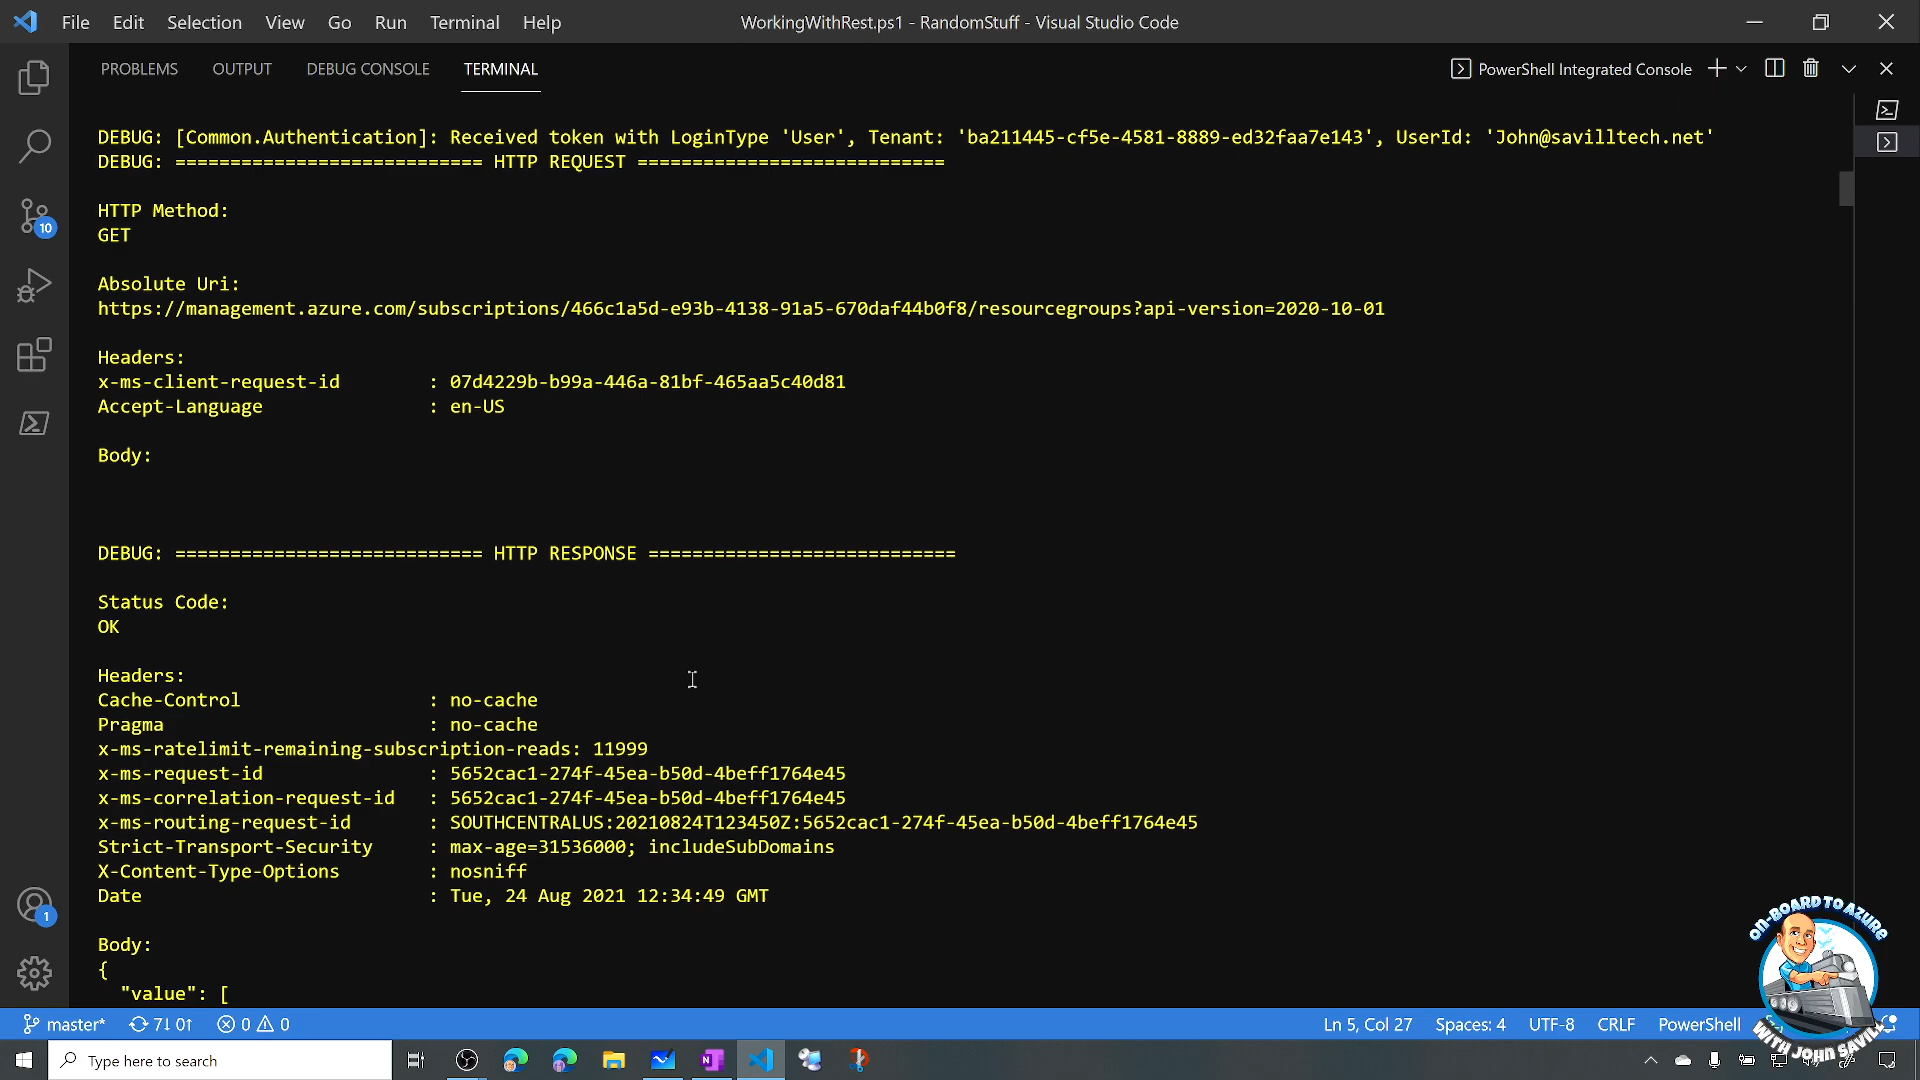 File Edit Selection View Go Run Terminal Help WorkingWithRest.ps1 - RandomStuff - Visual Studio Code
PROBLEMS OUTPUT DEBUG CONSOLE TERMINAL PowerShell Integrated Console
DEBUG: [Common.Authentication]: Received token with LoginType 'User', Tenant: 'ba211445-cf5e-4581-8889-ed32faa7e143', UserId: 'John@savilltech.net'
DEBUG: ============================ HTTP REQUEST ============================
HTTP Method:
GET
Absolute Uri:
https://management.azure.com/subscriptions/466c1a5d-e93b-4138-91a5-670daf44b0f8/resourcegroups?api-version=2020-10-01
Headers:
x-ms-client-request-id : 07d4229b-b99a-446a-81bf-465aa5c40d81
Accept-Language : en-US
Body:
DEBUG: ============================ HTTP RESPONSE ============================
Status Code:
OK
Headers:
Cache-Control : no-cache
Pragma : no-cache
x-ms-ratelimit-remaining-subscription-reads: 11999
x-ms-request-id : 5652cac1-274f-45ea-b50d-4beff1764e45
x-ms-correlation-request-id : 5652cac1-274f-45ea-b50d-4beff1764e45
x-ms-routing-request-id : SOUTHCENTRALUS:20210824T123450Z:5652cac1-274f-45ea-b50d-4beff1764e45
Strict-Transport-Security : max-age=31536000; includeSubDomains
X-Content-Type-Options : nosniff
Date : Tue, 24 Aug 2021 12:34:49 GMT
Body:
{
"value": [
10
1
ON-BOARD TO AZURE
WITH JOHN SAVILL
master* 7↓ 0↑ 0 0 Ln 5, Col 27 Spaces: 4 UTF-8 CRLF PowerShell
Type here to search